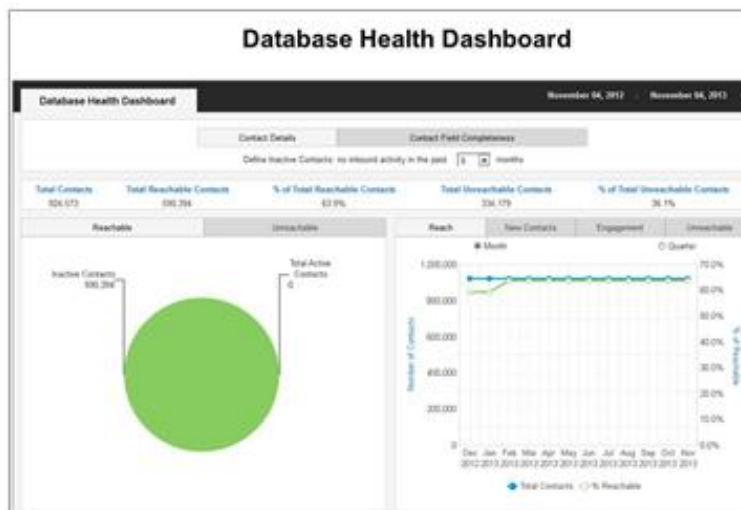 Database Health Dashboard
November 04, 2012 - November 04, 2013
Database Health Dashboard
Contact Details
Contact Field Completeness
Define Inactive Contacts: no inbound activity in the past 6 months
Total Contacts
Total Reachable Contacts
% of Total Reachable Contacts
Total Unreachable Contacts
% of Total Unreachable Contacts
924,573
590,394
63.9%
334,179
36.1%
Reachable
Unreachable
Reach
New Contacts
Engagement
Unreachable
Month
Quarter
Inactive Contacts
590,394
Total Active
Contacts
0
1,200,000
900,000
600,000
400,000
200,000
0
Number of Contacts
70.0%
60.0%
50.0%
40.0%
30.0%
20.0%
10.0%
0.0%
% of Reachable
Dec Jan Feb Mar Apr May Jun Jul Aug Sep Oct Nov
2012 2013 2013 2013 2013 2013 2013 2013 2013 2013 2013 2013
Total Contacts
% Reachable